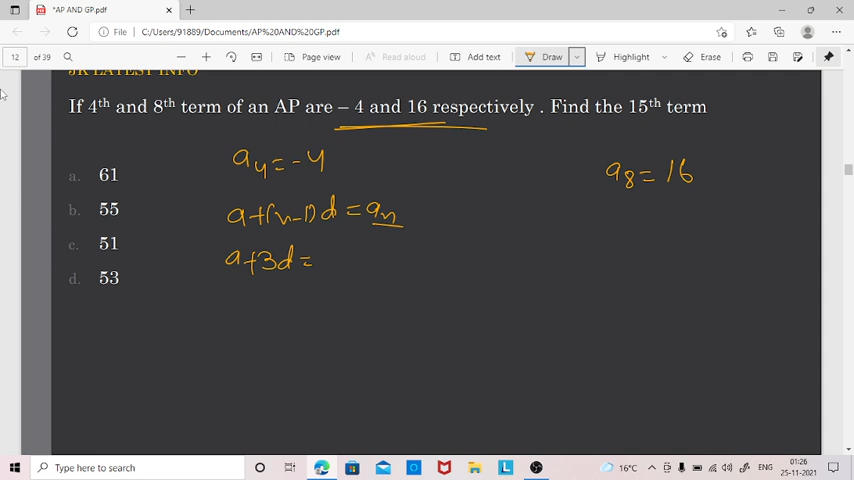 *AP AND GP.pdf
File C:/Users/91889/Documents/AP%20AND%20GP.pdf
12 of 39 Page view Read aloud Add text Draw Highlight Erase
JK LATEST INFO
If 4th and 8th term of an AP are – 4 and 16 respectively . Find the 15th term
a4 = -4
a8 = 16
a. 61
b. 55
c. 51
d. 53
a+(n-1)d = an
a+3d =
Type here to search
16°C ENG 01:26
25-11-2021